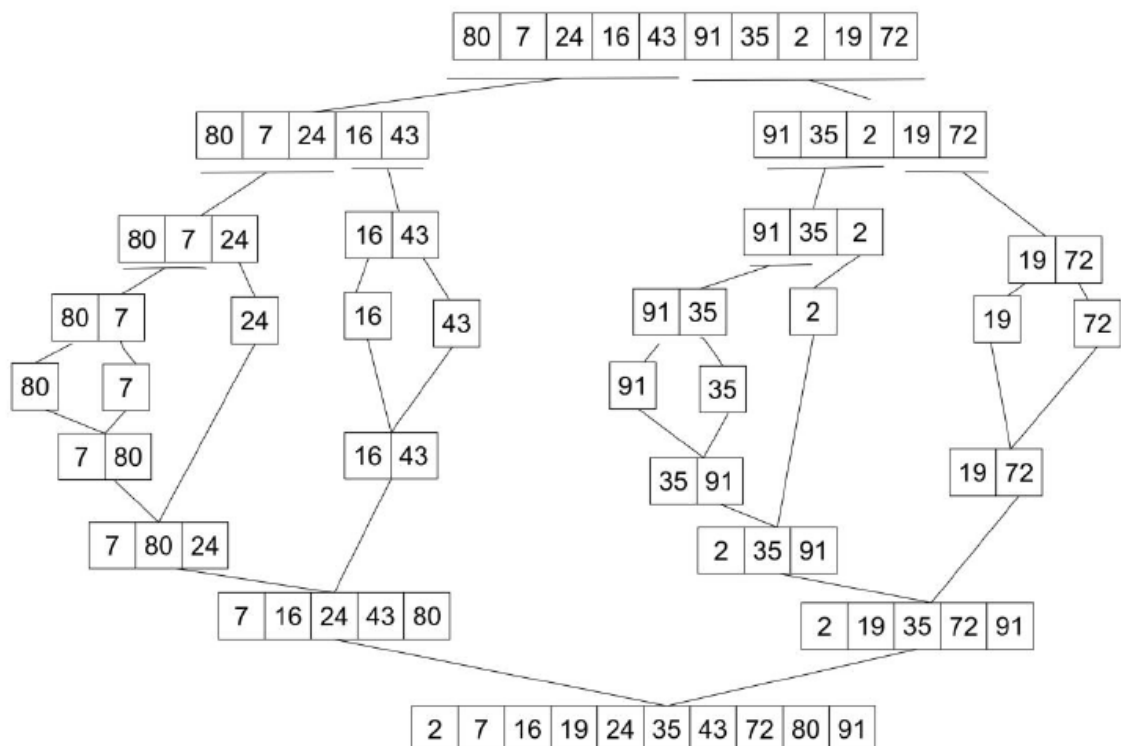 80 7 24 16 43 91 35 2 19 72
80 7 24 16 43
91 35 2 19 72
80 7 24
16 43
91 35 2
19 72
80 7
24
16
43
91 35
2
19
72
80
7
91
35
7 80
16 43
35 91
19 72
7 80 24
2 35 91
7 16 24 43 80
2 19 35 72 91
2 7 16 19 24 35 43 72 80 91